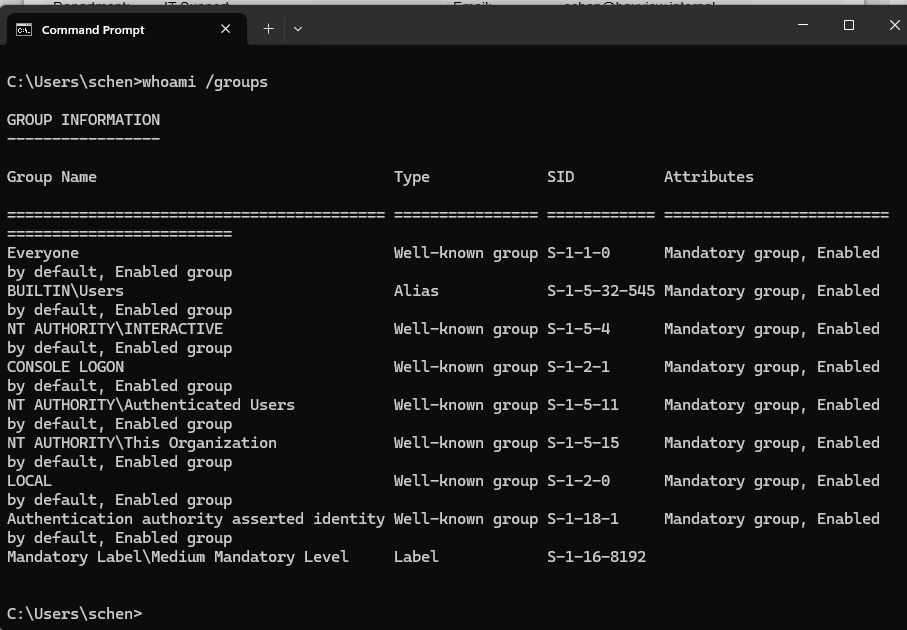 Department: IT Support Email: schen@bayview.internal
Command Prompt
C:\Users\schen>whoami /groups
GROUP INFORMATION
-----------------
Group Name Type SID Attributes
========================================== ================ ============ =========================
=========================
Everyone Well-known group S-1-1-0 Mandatory group, Enabled
by default, Enabled group
BUILTIN\Users Alias S-1-5-32-545 Mandatory group, Enabled
by default, Enabled group
NT AUTHORITY\INTERACTIVE Well-known group S-1-5-4 Mandatory group, Enabled
by default, Enabled group
CONSOLE LOGON Well-known group S-1-2-1 Mandatory group, Enabled
by default, Enabled group
NT AUTHORITY\Authenticated Users Well-known group S-1-5-11 Mandatory group, Enabled
by default, Enabled group
NT AUTHORITY\This Organization Well-known group S-1-5-15 Mandatory group, Enabled
by default, Enabled group
LOCAL Well-known group S-1-2-0 Mandatory group, Enabled
by default, Enabled group
Authentication authority asserted identity Well-known group S-1-18-1 Mandatory group, Enabled
by default, Enabled group
Mandatory Label\Medium Mandatory Level Label S-1-16-8192
C:\Users\schen>